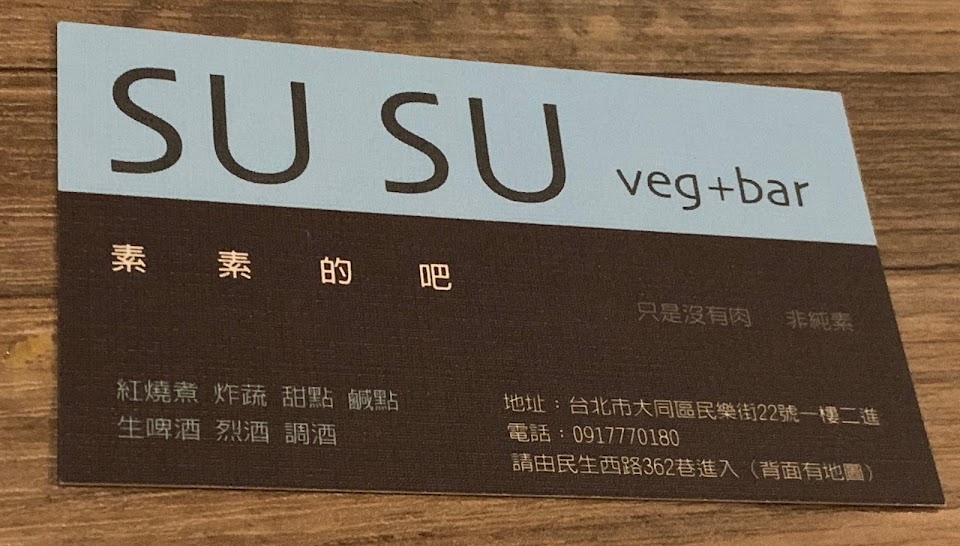 SU SU veg+bar
素素的吧
只是沒有肉 非純素
紅燒煮 炸蔬 甜點 鹹點
生啤酒 烈酒 調酒
地址：台北市大同區民樂街22號一樓二進
電話：0917770180
請由民生西路362巷進入（背面有地圖）